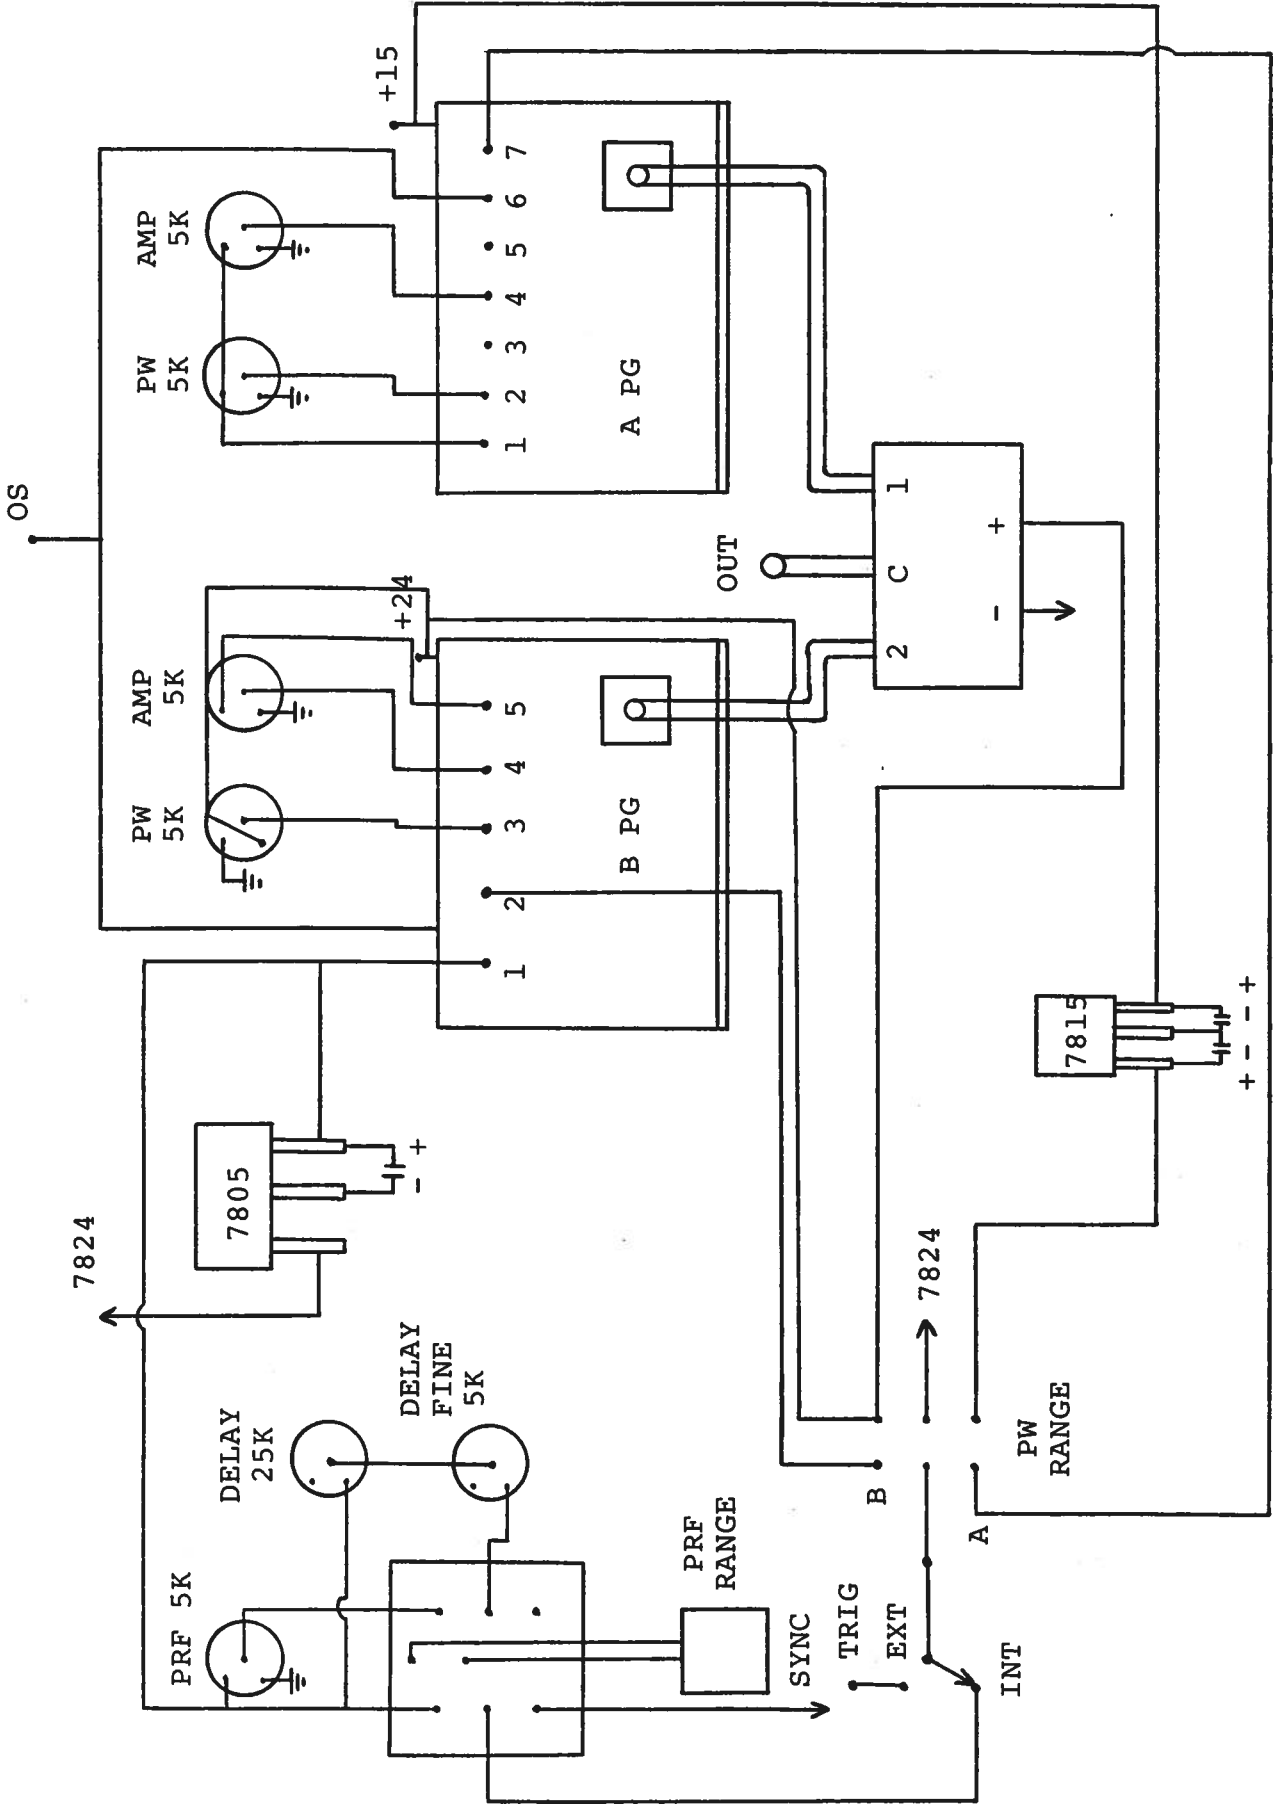 PRF 5K
DELAY
25K
DELAY
FINE
5K
PRF
RANGE
SYNC
TRIG
EXT
INT
B
A
PW
RANGE
7824
7824
7805
- +
PW
5K
AMP
5K
+24
1 2 3 4 5
B PG
OS
PW
5K
AMP
5K
+15
1 2 3 4 5 6 7
A PG
OUT
2 C 1
- +
7815
+ - - +